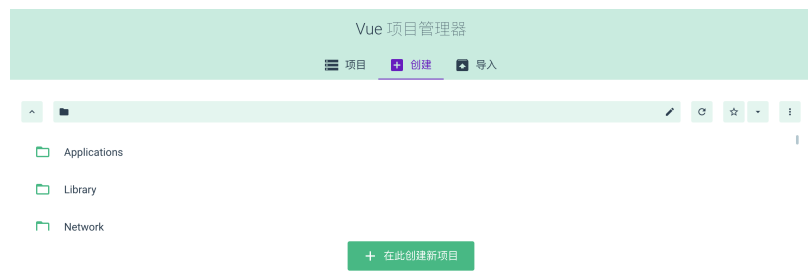 Vue 项目管理器
项目 创建 导入
Applications
Library
Network
在此创建新项目